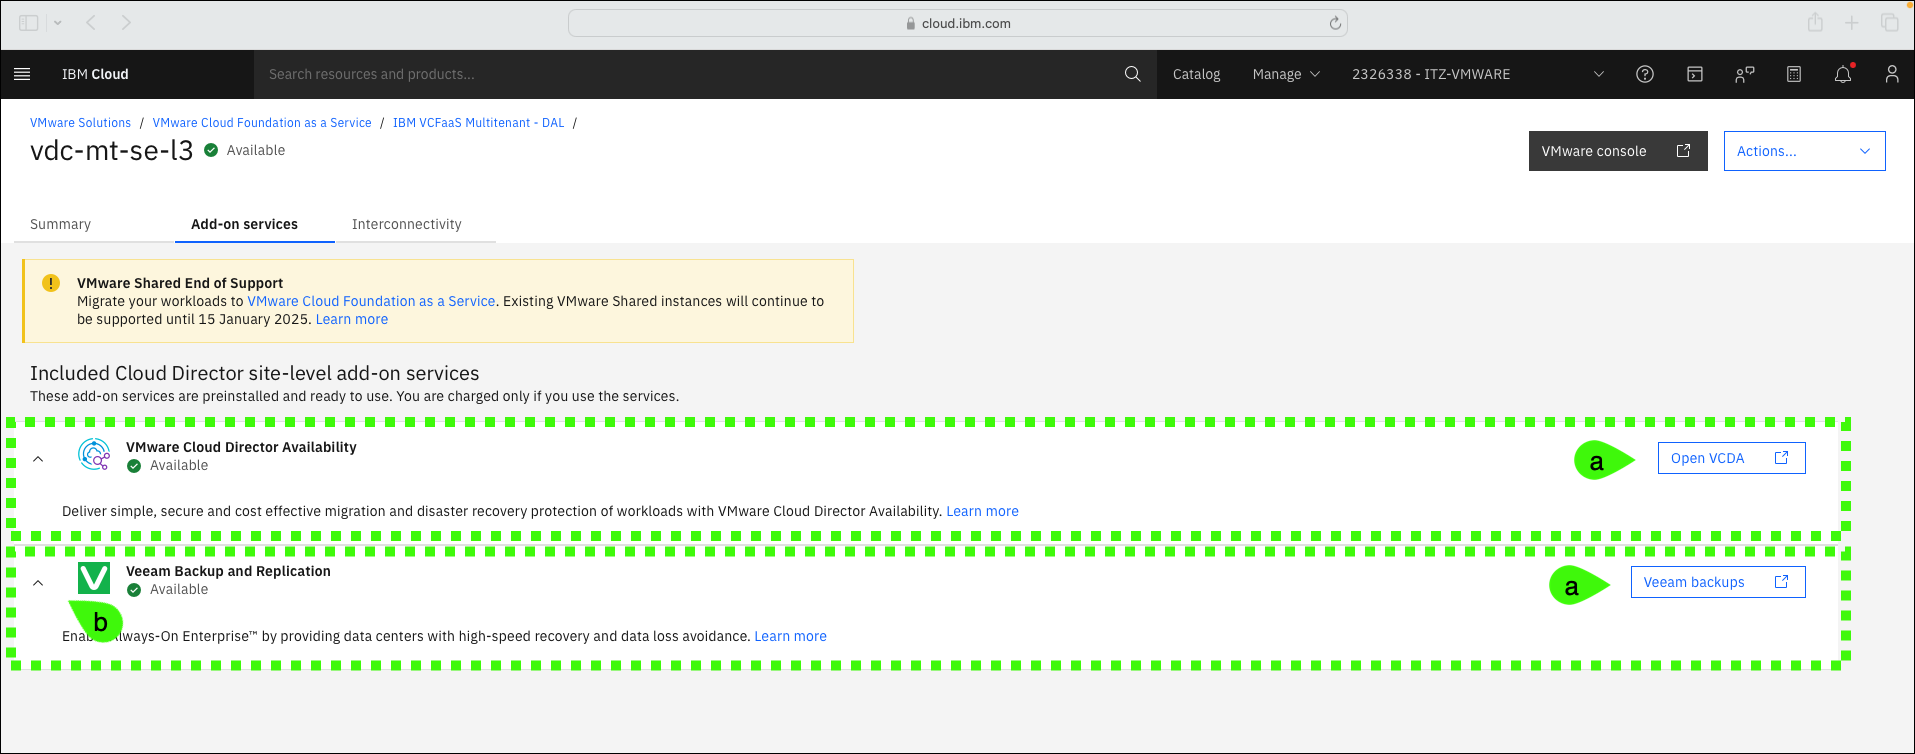 cloud.ibm.com
IBM Cloud
Search resources and products...
Catalog
Manage
2326338 - ITZ-VMWARE
VMware Solutions / VMware Cloud Foundation as a Service / IBM VCFaaS Multitenant - DAL /
vdc-mt-se-l3
Available
VMware console
Actions...
Summary
Add-on services
Interconnectivity
VMware Shared End of Support
Migrate your workloads to VMware Cloud Foundation as a Service. Existing VMware Shared instances will continue to
be supported until 15 January 2025. Learn more
Included Cloud Director site-level add-on services
These add-on services are preinstalled and ready to use. You are charged only if you use the services.
VMware Cloud Director Availability
Available
a
Open VCDA
Deliver simple, secure and cost effective migration and disaster recovery protection of workloads with VMware Cloud Director Availability. Learn more
V
Veeam Backup and Replication
Available
a
Veeam backups
b
Always-On Enterprise™ by providing data centers with high-speed recovery and data loss avoidance. Learn more